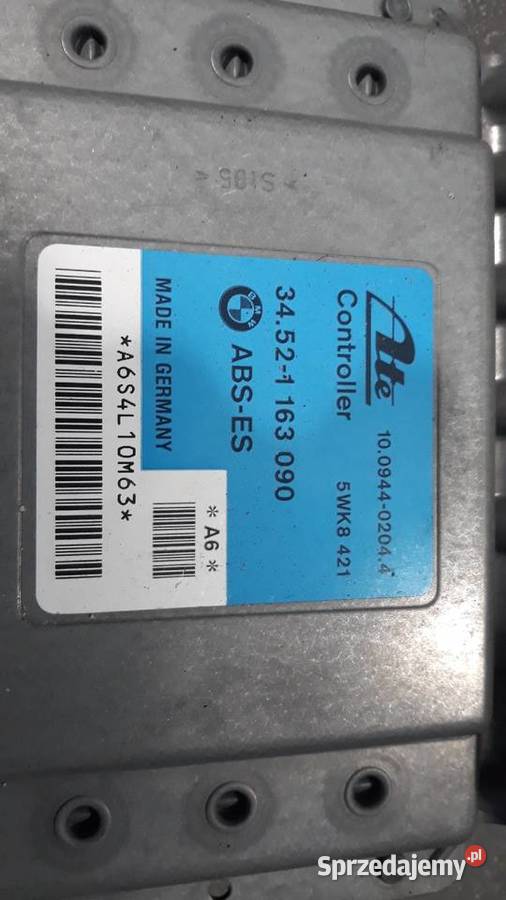 * S105 *
Ate
10.0944-0204.4
Controller
5WK8 421
34.52-1 163 090
BMW
ABS-ES
MADE IN GERMANY
* A6 *
*A6S4L10M63*
Sprzedajemy.pl